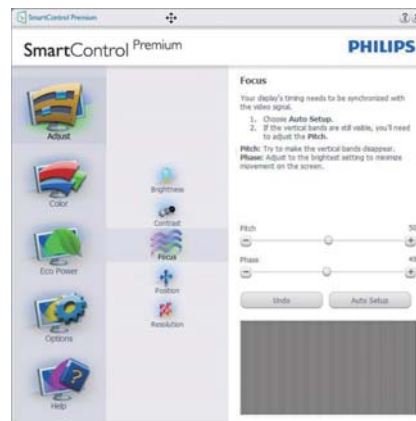 SmartControl Premium
SmartControl Premium
PHILIPS
Adjust
Color
Eco Power
Options
Help
Brightness
Contrast
Focus
Position
Resolution
Focus
Your display's timing needs to be synchronized with
the video signal.
1. Choose Auto Setup.
2. If the vertical bands are still visible, you'll need
to adjust the Pitch.
Pitch: Try to make the vertical bands disappear.
Phase: Adjust to the brightest setting to minimize
movement on the screen.
Pitch
50
Phase
Undo
Auto Setup